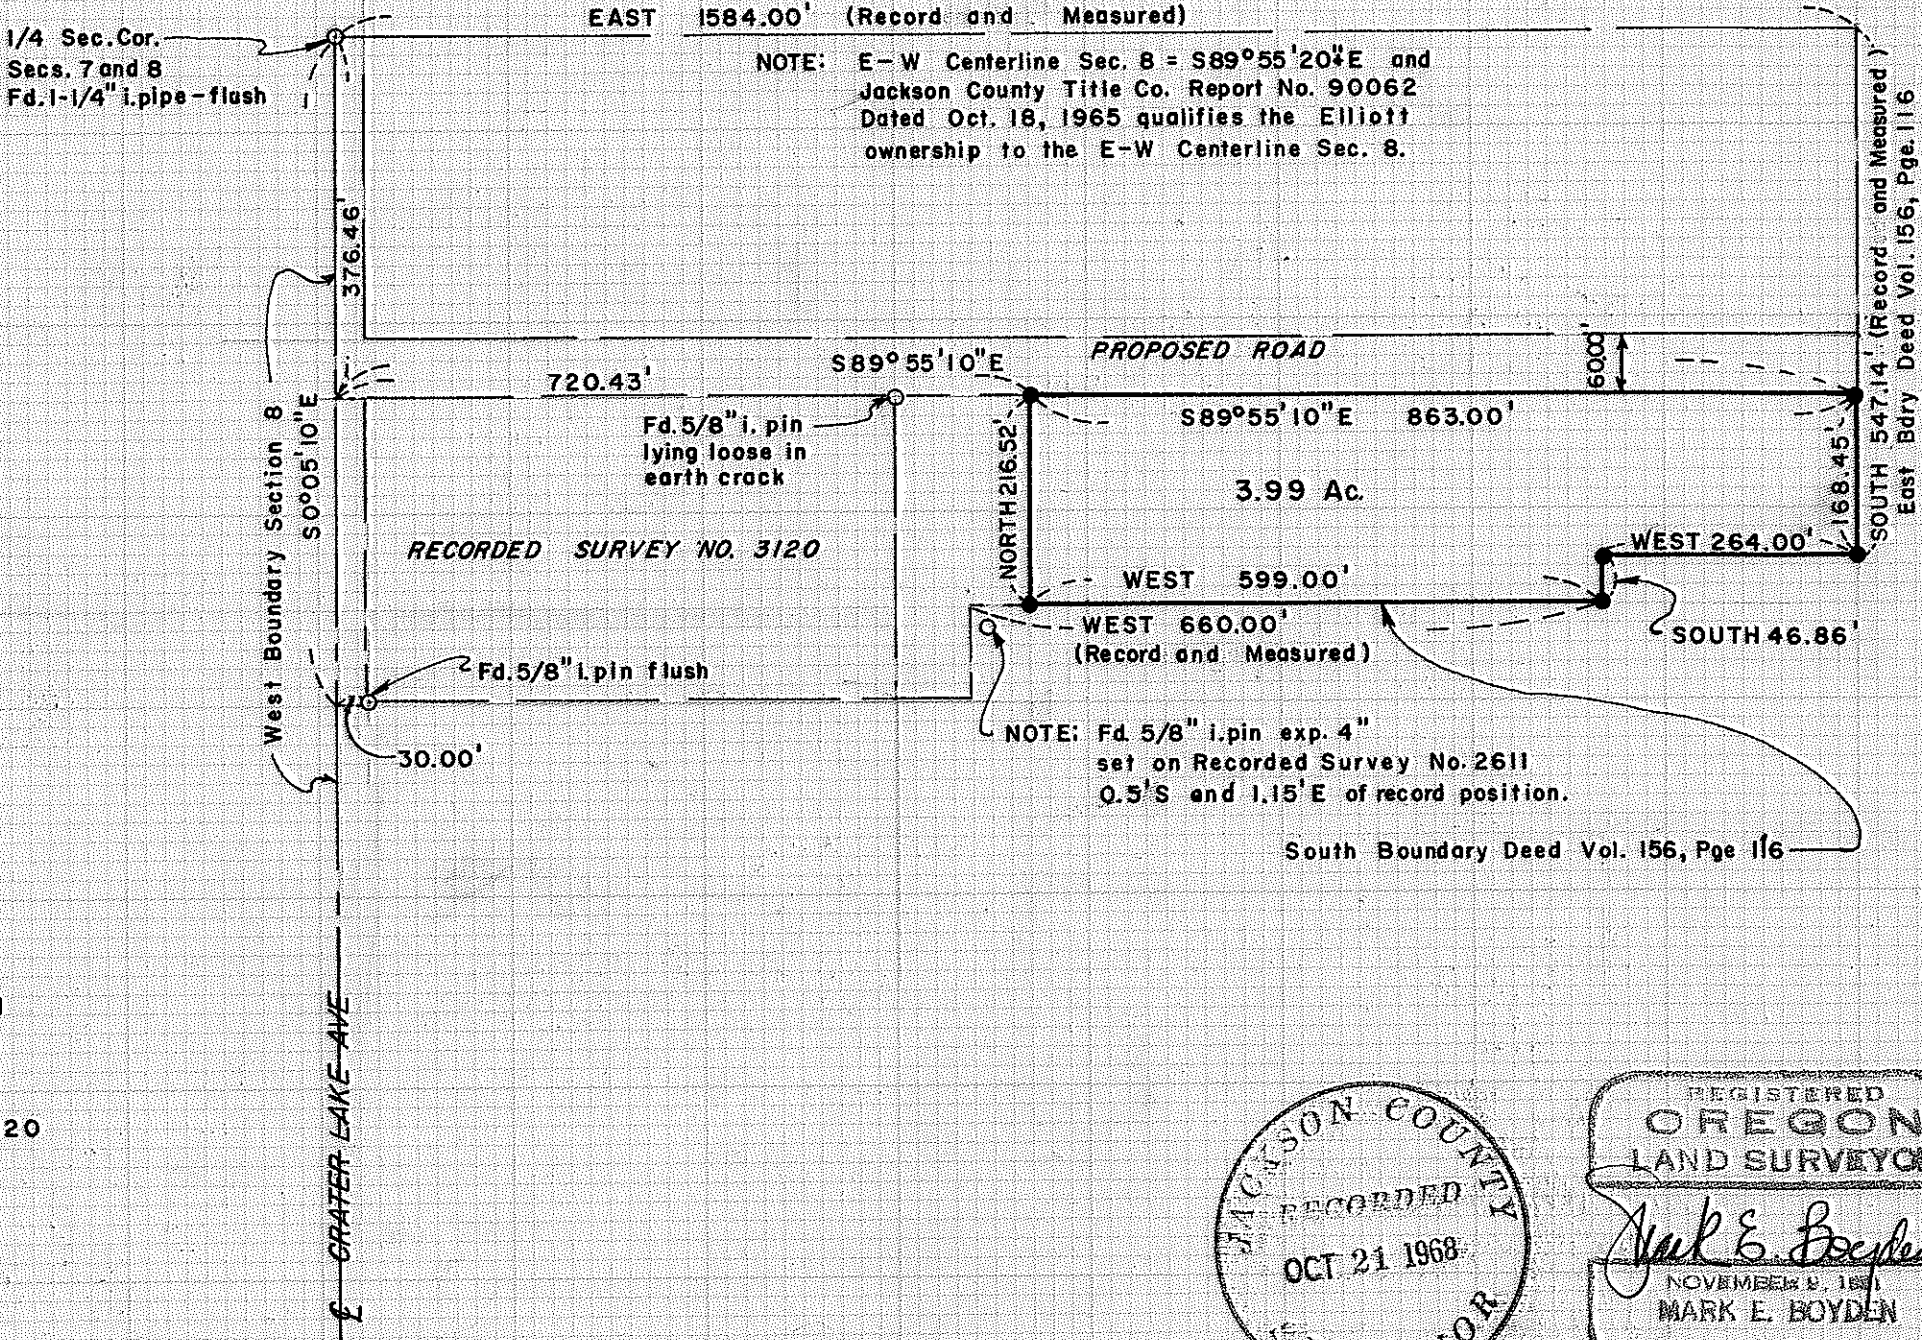 EAST 1584.00' (Record and Measured)
1/4 Sec. Cor.
Secs. 7 and 8
Fd. 1-1/4" i.pipe-flush
NOTE: E-W Centerline Sec. 8 = S89°55'20"E and
Jackson County Title Co. Report No. 90062
Dated Oct. 18, 1965 qualifies the Elliott
ownership to the E-W Centerline Sec. 8.
376.46'
SOUTH 547.14' (Record and Measured)
East Bdry Deed Vol. 156, Pge. 116
PROPOSED ROAD
60.00'
720.43'
S89°55'10"E
S89°55'10"E 863.00'
Fd. 5/8" i. pin
lying loose in
earth crack
NORTH 216.52'
3.99 Ac.
168.45'
West Boundary Section 8
S0°05'10"E
RECORDED SURVEY NO. 3120
WEST 264.00'
WEST 599.00'
WEST 660.00'
(Record and Measured)
SOUTH 46.86'
Fd. 5/8" i.pin flush
30.00'
NOTE: Fd. 5/8" i.pin exp. 4"
set on Recorded Survey No. 2611
0.5'S and 1.15'E of record position.
South Boundary Deed Vol. 156, Pge 116
CRATER LAKE AVE
℄
20
JACKSON COUNTY
RECORDED
OCT 21 1968
REGISTERED
OREGON
LAND SURVEYOR
Mark E. Boyden
NOVEMBER
MARK E. BOYDEN